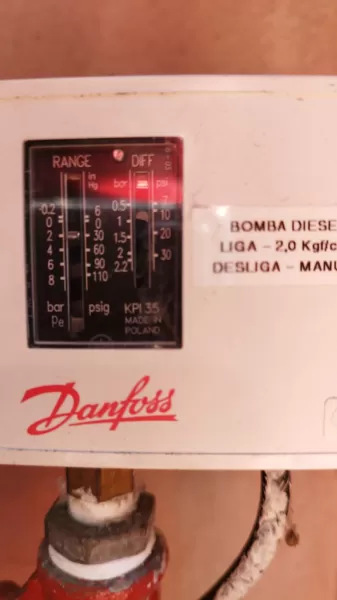 RANGE DIFF
in Hg bar psi
-0.2 6 0.5
0 0 1 10
2 30 1.5 20
4 60 2 30
6 90 2.2
8 110
bar psig KPI 35
Pe MADE IN
POLAND
BOMBA DIESE
LIGA - 2,0 Kgf/c
DESLIGA - MANU
Danfoss